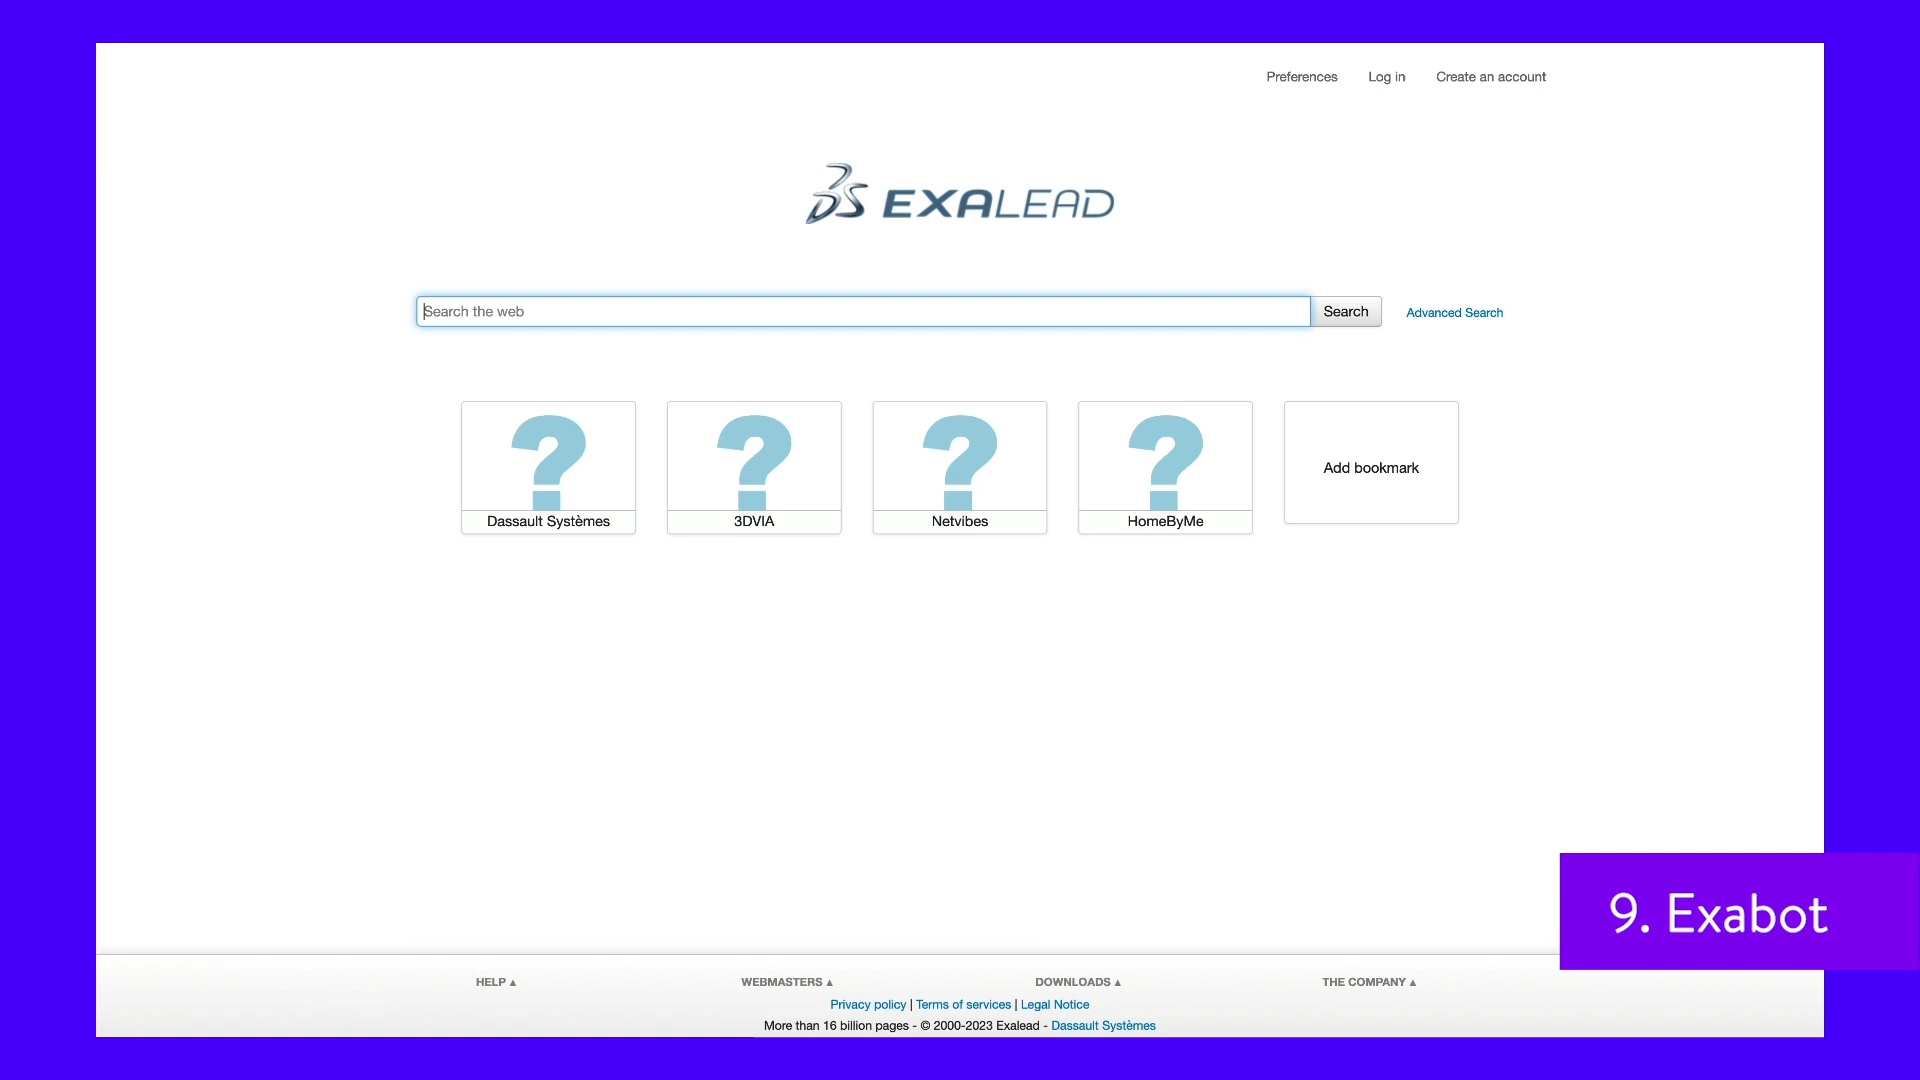 Preferences Log in Create an account
3S EXALEAD
Search the web Search Advanced Search
? ? ? ? Add bookmark
Dassault Systèmes 3DVIA Netvibes HomeByMe
9. Exabot
HELP ▲ WEBMASTERS ▲ DOWNLOADS ▲ THE COMPANY ▲
Privacy policy | Terms of services | Legal Notice
More than 16 billion pages - © 2000-2023 Exalead - Dassault Systèmes